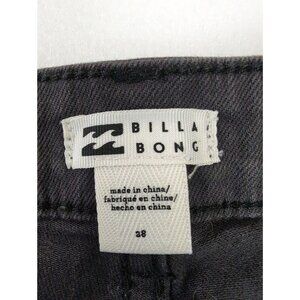 BILLA
BONG
made in china/
fabriqué en chine/
hecho en china
28